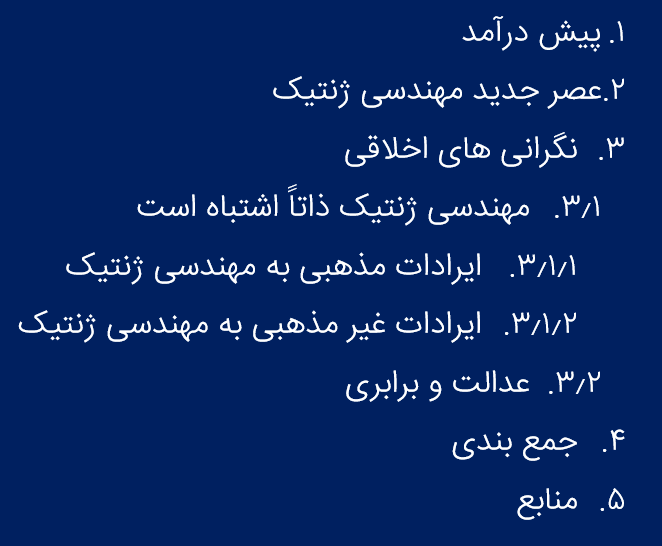 ۱. پیش درآمد
۲.عصر جدید مهندسی ژنتیک
۳. نگرانی های اخلاقی
۳٫۱. مهندسی ژنتیک ذاتاً اشتباه است
۳٫۱٫۱. ایرادات مذهبی به مهندسی ژنتیک
۳٫۱٫۲. ایرادات غیر مذهبی به مهندسی ژنتیک
۳٫۲. عدالت و برابری
۴. جمع بندی
۵. منابع